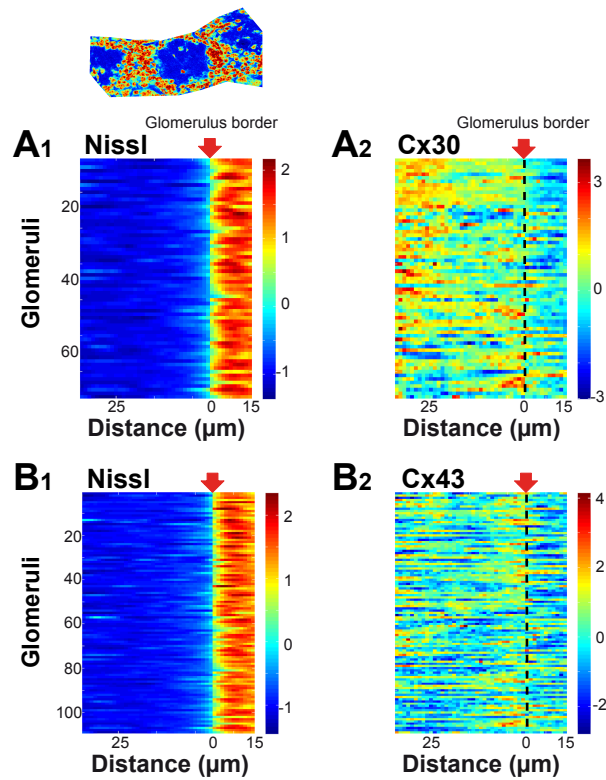 Glomerulus border
Glomerulus border
A1 Nissl
A2 Cx30
2
1
0
-1
3
0
-3
Glomeruli
20
40
60
25
0
15
Distance (µm)
25
0
15
Distance (µm)
B1 Nissl
B2 Cx43
2
1
0
-1
4
2
0
-2
Glomeruli
20
40
60
80
100
25
0
15
Distance (µm)
25
0
15
Distance (µm)